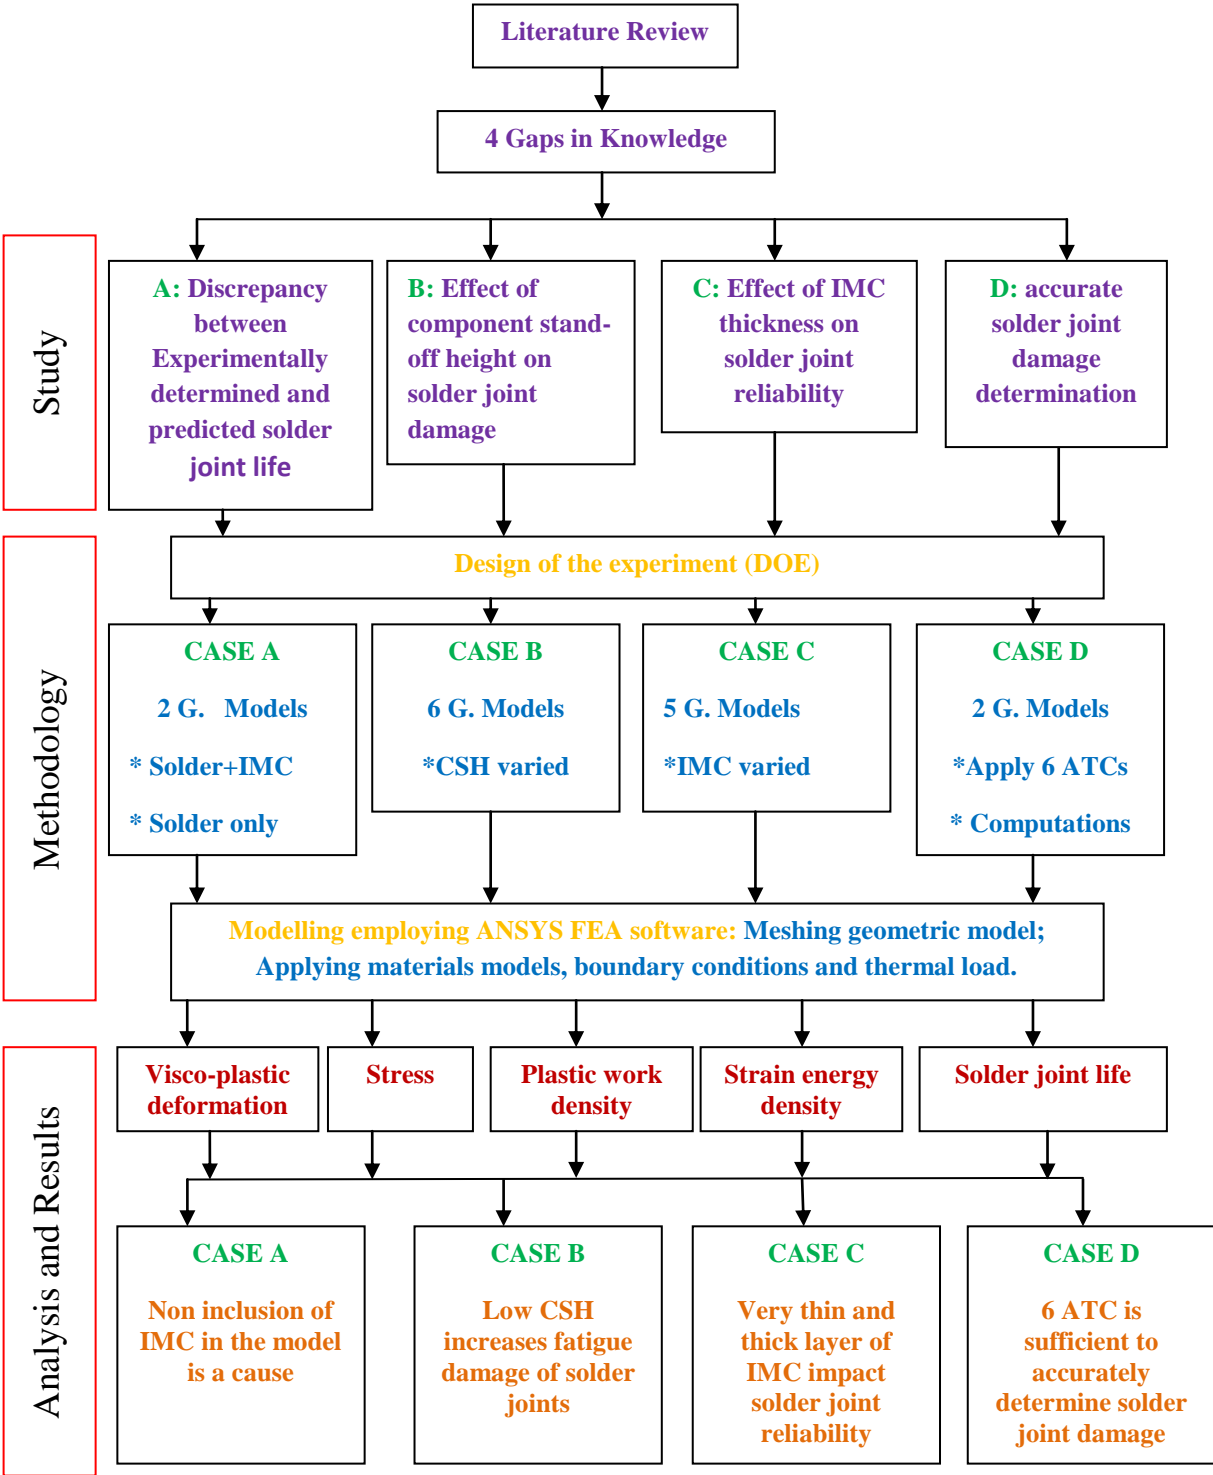 Literature Review
4 Gaps in Knowledge
Study
A: Discrepancy
between
Experimentally
determined and
predicted solder
joint life
B: Effect of
component stand-
off height on
solder joint
damage
C: Effect of IMC
thickness on
solder joint
reliability
D: accurate
solder joint
damage
determination
Methodology
Design of the experiment (DOE)
CASE A
2 G. Models
* Solder+IMC
* Solder only
CASE B
6 G. Models
*CSH varied
CASE C
5 G. Models
*IMC varied
CASE D
2 G. Models
*Apply 6 ATCs
* Computations
Modelling employing ANSYS FEA software: Meshing geometric model;
Applying materials models, boundary conditions and thermal load.
Analysis and Results
Visco-plastic
deformation
Stress
Plastic work
density
Strain energy
density
Solder joint life
CASE A
Non inclusion of
IMC in the model
is a cause
CASE B
Low CSH
increases fatigue
damage of solder
joints
CASE C
Very thin and
thick layer of
IMC impact
solder joint
reliability
CASE D
6 ATC is
sufficient to
accurately
determine solder
joint damage